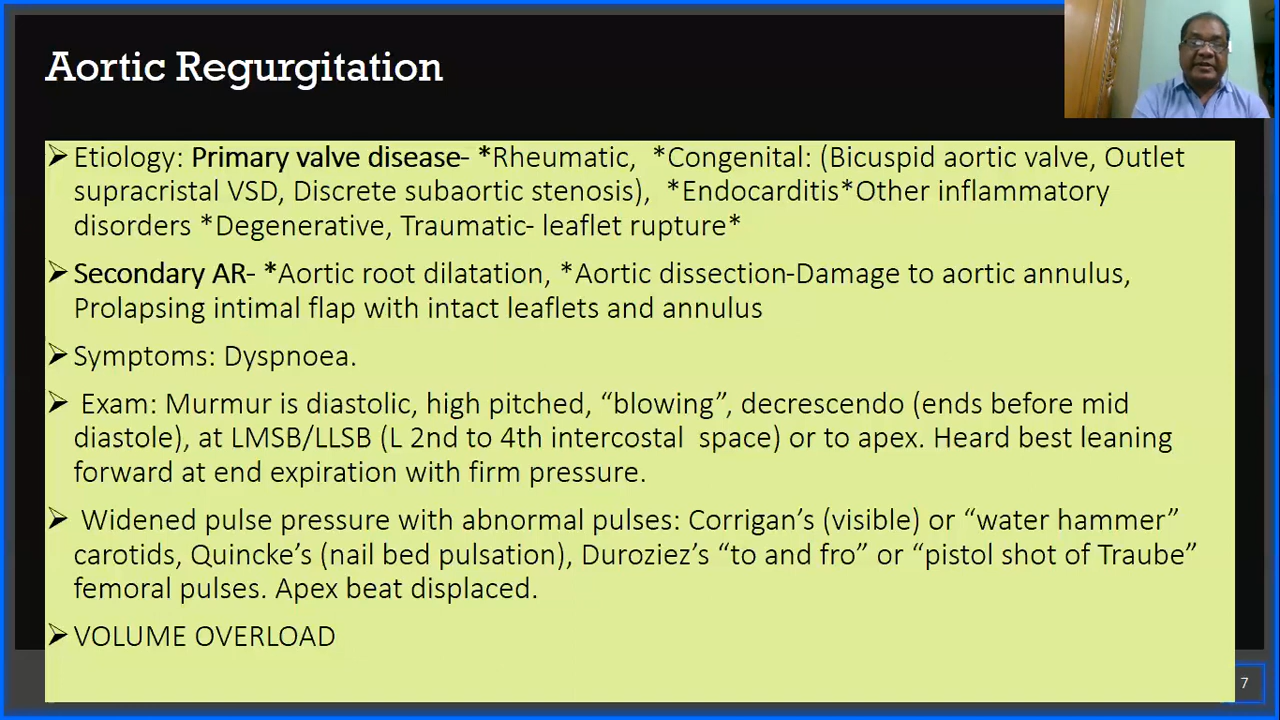 Aortic Regurgitation
➢Etiology: Primary valve disease- *Rheumatic, *Congenital: (Bicuspid aortic valve, Outlet
supracristal VSD, Discrete subaortic stenosis), *Endocarditis*Other inflammatory
disorders *Degenerative, Traumatic- leaflet rupture*
➢Secondary AR- *Aortic root dilatation, *Aortic dissection-Damage to aortic annulus,
Prolapsing intimal flap with intact leaflets and annulus
➢Symptoms: Dyspnoea.
➢ Exam: Murmur is diastolic, high pitched, “blowing”, decrescendo (ends before mid
diastole), at LMSB/LLSB (L 2nd to 4th intercostal space) or to apex. Heard best leaning
forward at end expiration with firm pressure.
➢ Widened pulse pressure with abnormal pulses: Corrigan’s (visible) or “water hammer”
carotids, Quincke’s (nail bed pulsation), Duroziez’s “to and fro” or “pistol shot of Traube”
femoral pulses. Apex beat displaced.
➢VOLUME OVERLOAD
7